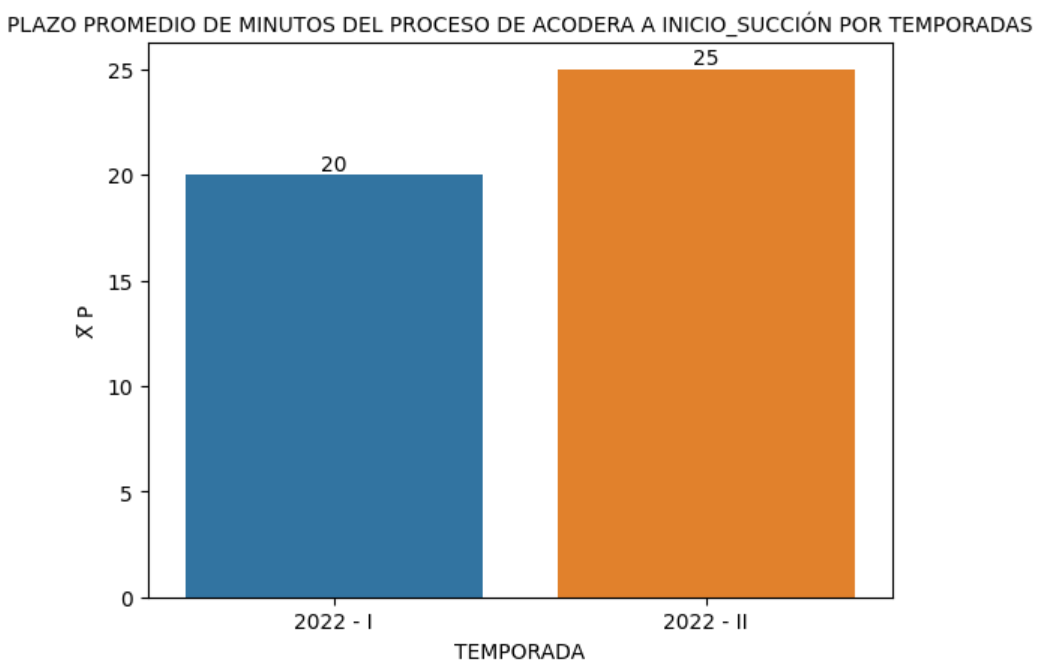 PLAZO PROMEDIO DE MINUTOS DEL PROCESO DE ACODERA A INICIO_SUCCIÓN POR TEMPORADAS
25
25
20
20
15
X̄ P
10
5
0
2022 - I
2022 - II
TEMPORADA